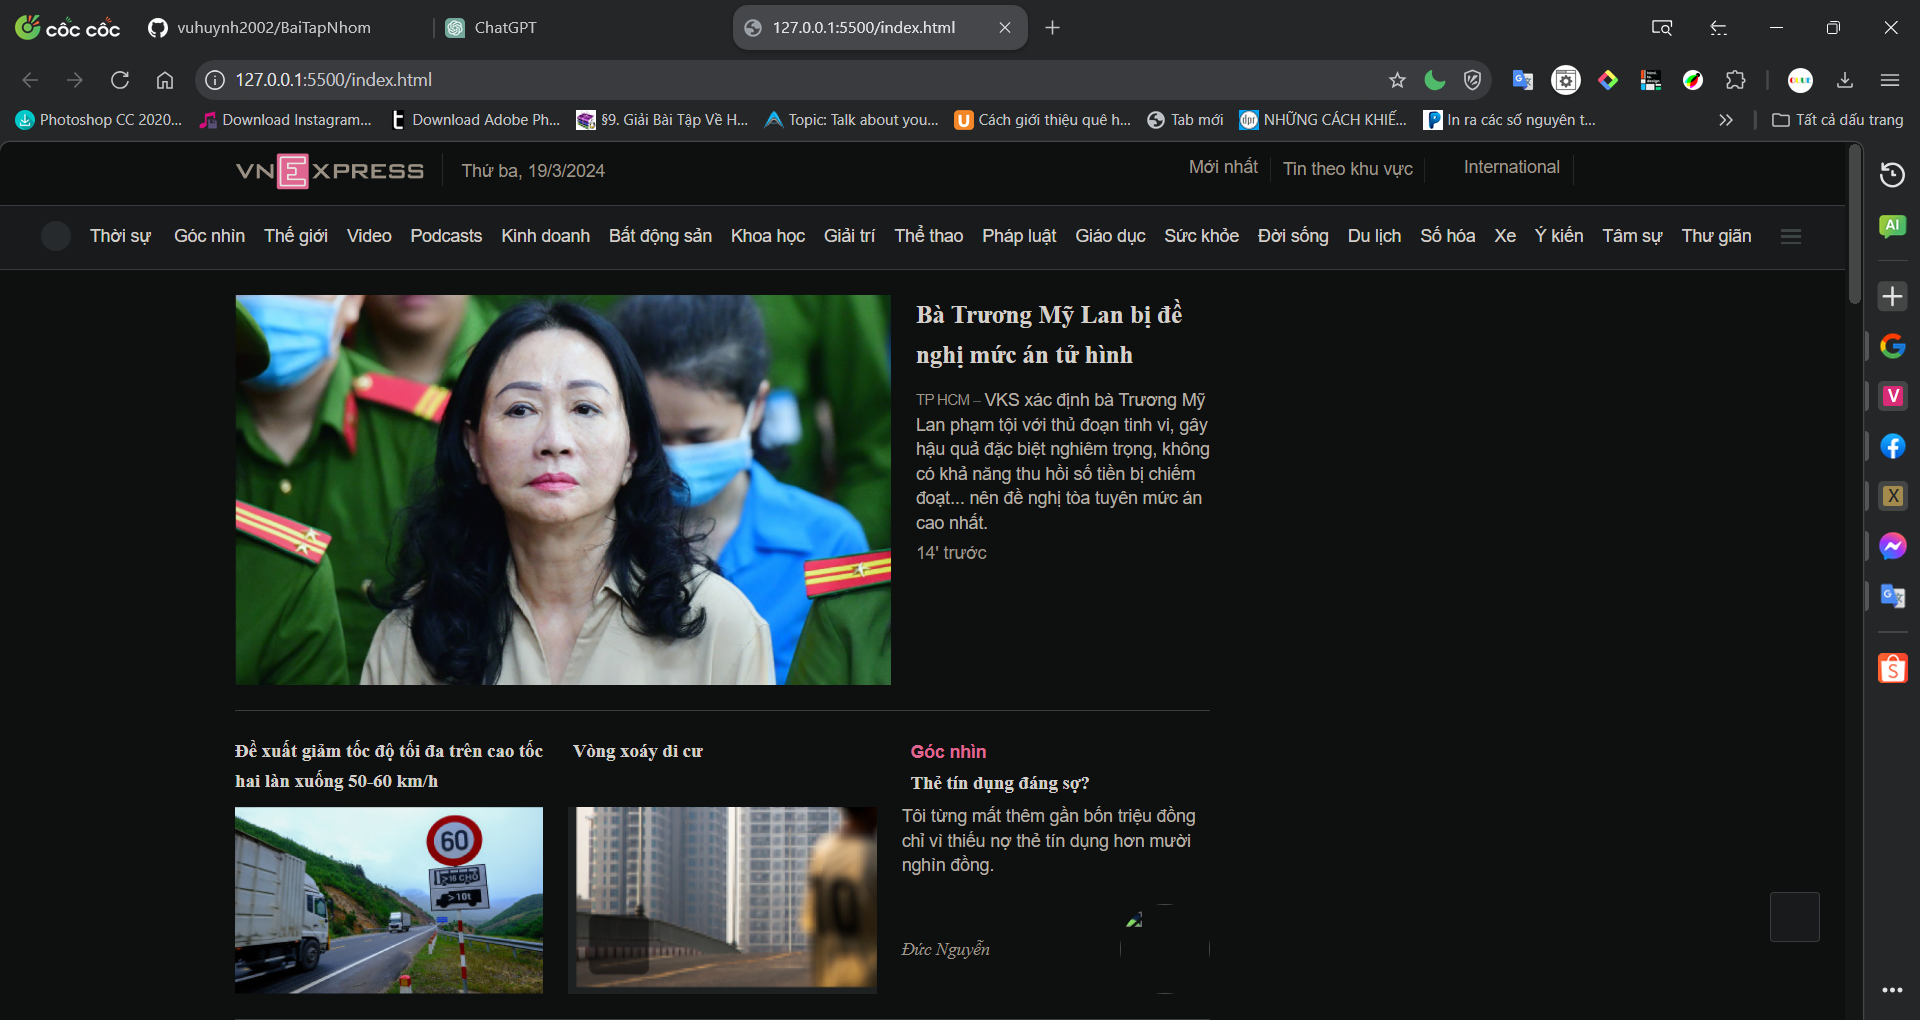 cốc cốc
vuhuynh2002/BaiTapNhom
ChatGPT
127.0.0.1:5500/index.html
127.0.0.1:5500/index.html
Photoshop CC 2020...
Download Instagram...
Download Adobe Ph...
§9. Giải Bài Tập Về H...
Topic: Talk about you...
Cách giới thiệu quê h...
Tab mới
NHỮNG CÁCH KHIẾ...
In ra các số nguyên t...
Tất cả dấu trang
VNEXPRESS
Thứ ba, 19/3/2024
Mới nhất
Tin theo khu vực
International
Thời sự Góc nhìn Thế giới Video Podcasts Kinh doanh Bất động sản Khoa học Giải trí Thể thao Pháp luật Giáo dục Sức khỏe Đời sống Du lịch Số hóa Xe Ý kiến Tâm sự Thư giãn
Bà Trương Mỹ Lan bị đề
nghị mức án tử hình
TP HCM – VKS xác định bà Trương Mỹ
Lan phạm tội với thủ đoạn tinh vi, gây
hậu quả đặc biệt nghiêm trọng, không
có khả năng thu hồi số tiền bị chiếm
đoạt... nên đề nghị tòa tuyên mức án
cao nhất.
14' trước
Đề xuất giảm tốc độ tối đa trên cao tốc
hai làn xuống 50-60 km/h
60
>16 CHỖ
>10t
Vòng xoáy di cư
10
Góc nhìn
Thẻ tín dụng đáng sợ?
Tôi từng mất thêm gần bốn triệu đồng
chỉ vì thiếu nợ thẻ tín dụng hơn mười
nghìn đồng.
Đức Nguyễn
AI
V
X